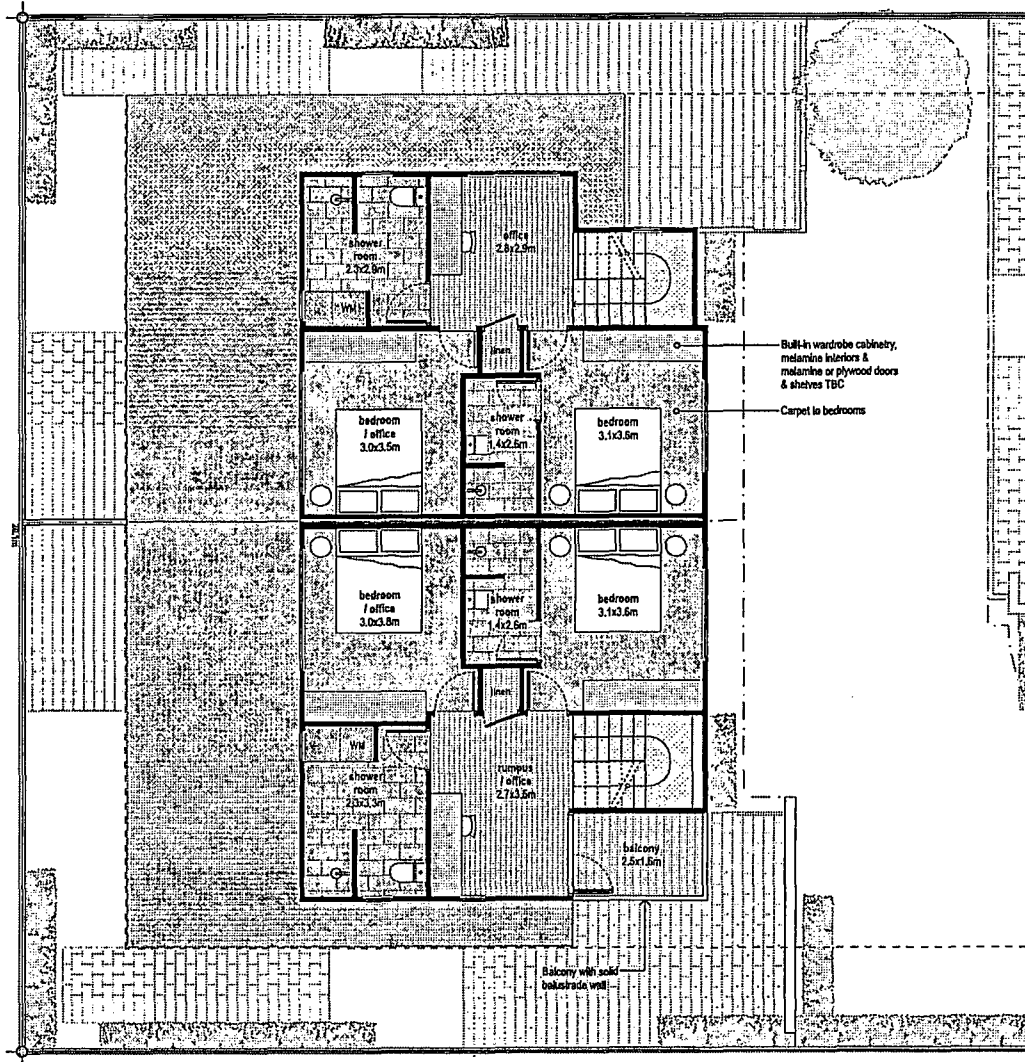 shower
room
2.3x2.8m
WM
office
2.8x2.9m
linen
Built-in wardrobe cabinetry,
melamine interiors &
melamine or plywood doors
& shelves TBC
Carpet to bedrooms
bedroom
/ office
3.0x3.5m
shower
room
1.4x2.6m
bedroom
3.1x3.6m
bedroom
/ office
3.0x3.8m
shower
room
1.4x2.6m
bedroom
3.1x3.6m
linen
WM
shower
room
2.3x3.3m
rumpus
/ office
2.7x3.6m
balcony
2.5x1.6m
Balcony with solid
balustrade wall